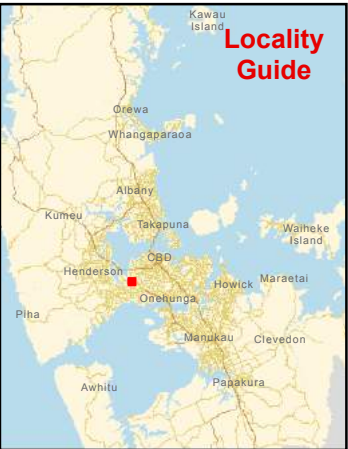 Kawau
Island
Locality
Guide
Orewa
Whangaparaoa
Albany
Kumeu
Takapuna
Waiheke
Island
CBD
Henderson
Howick
Maraetai
Onehunga
Piha
Manukau
Clevedon
Awhitu
Papakura